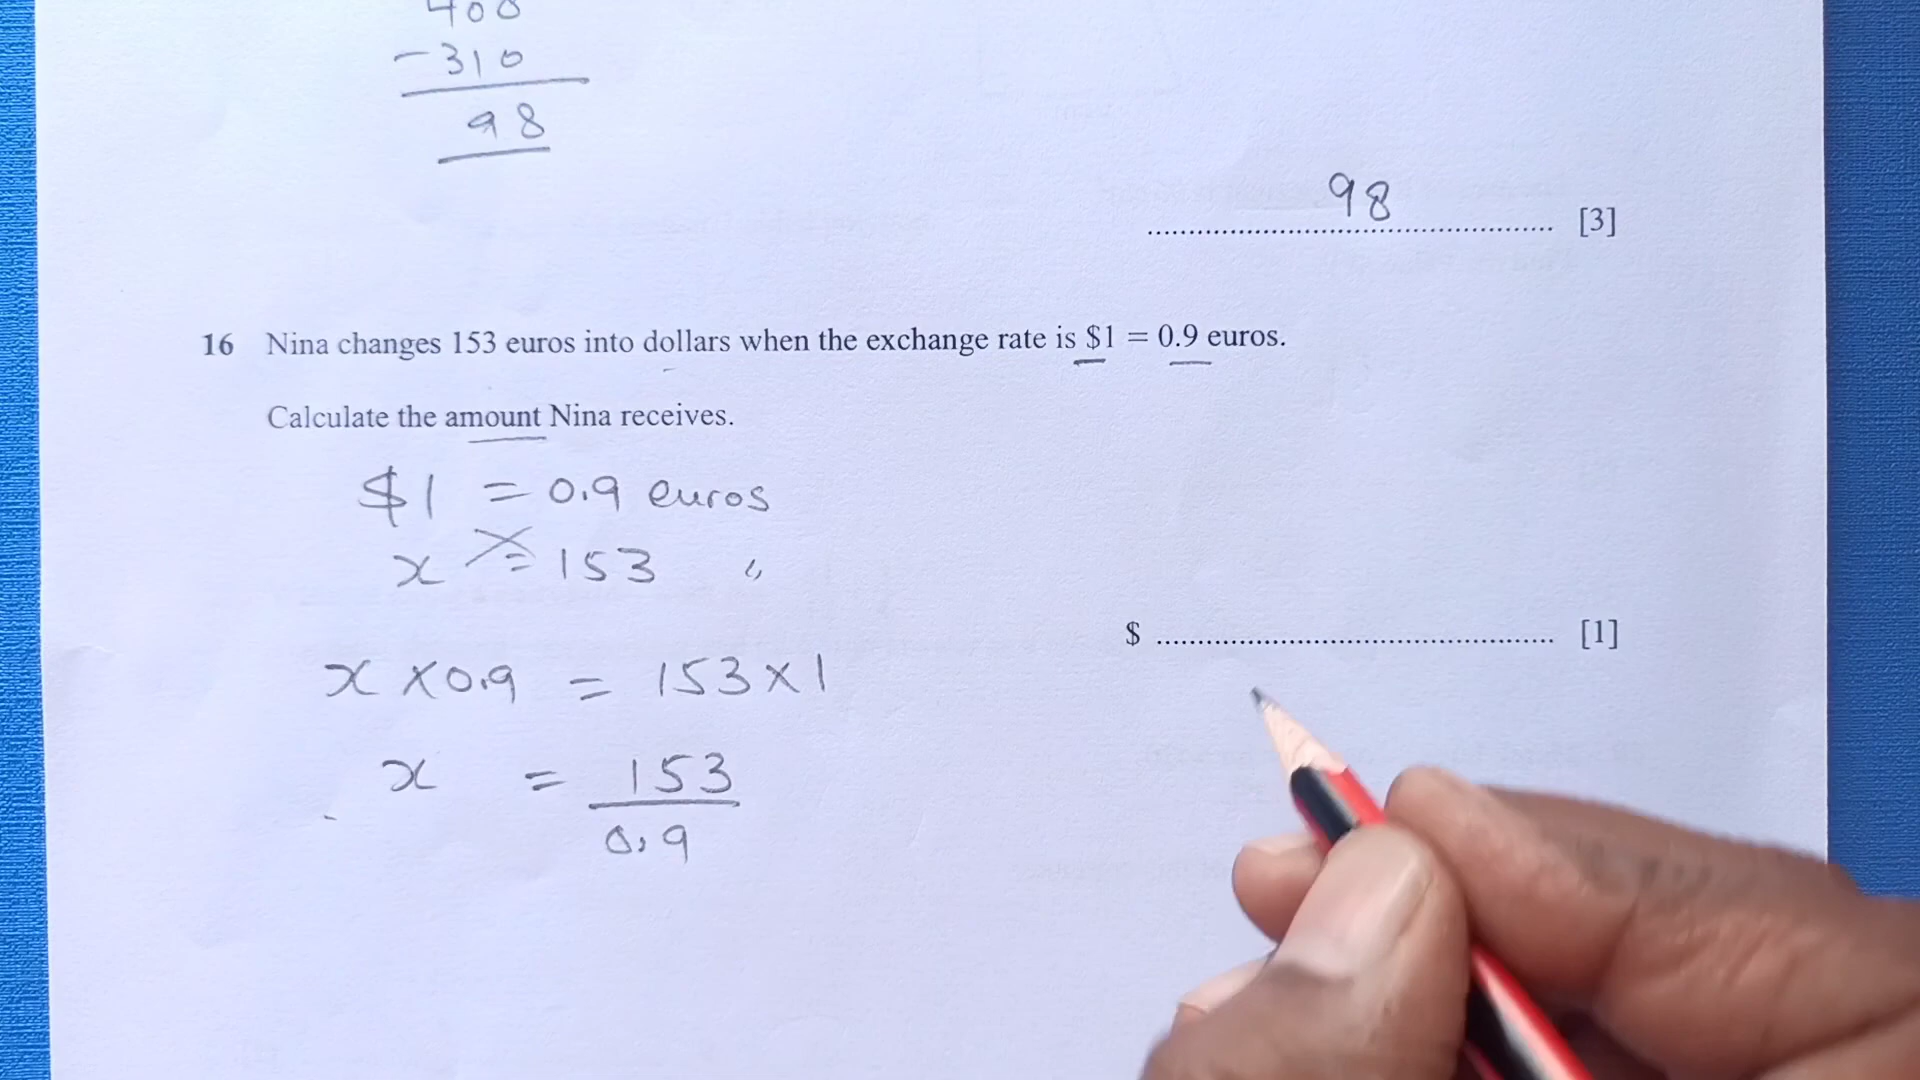 408
-310
98
98
[3]
16 Nina changes 153 euros into dollars when the exchange rate is $1 = 0.9 euros.
Calculate the amount Nina receives.
$1 = 0.9 euros
x = 153 "
$ ........................................ [1]
x × 0.9 = 153 × 1
x = 153
0.9